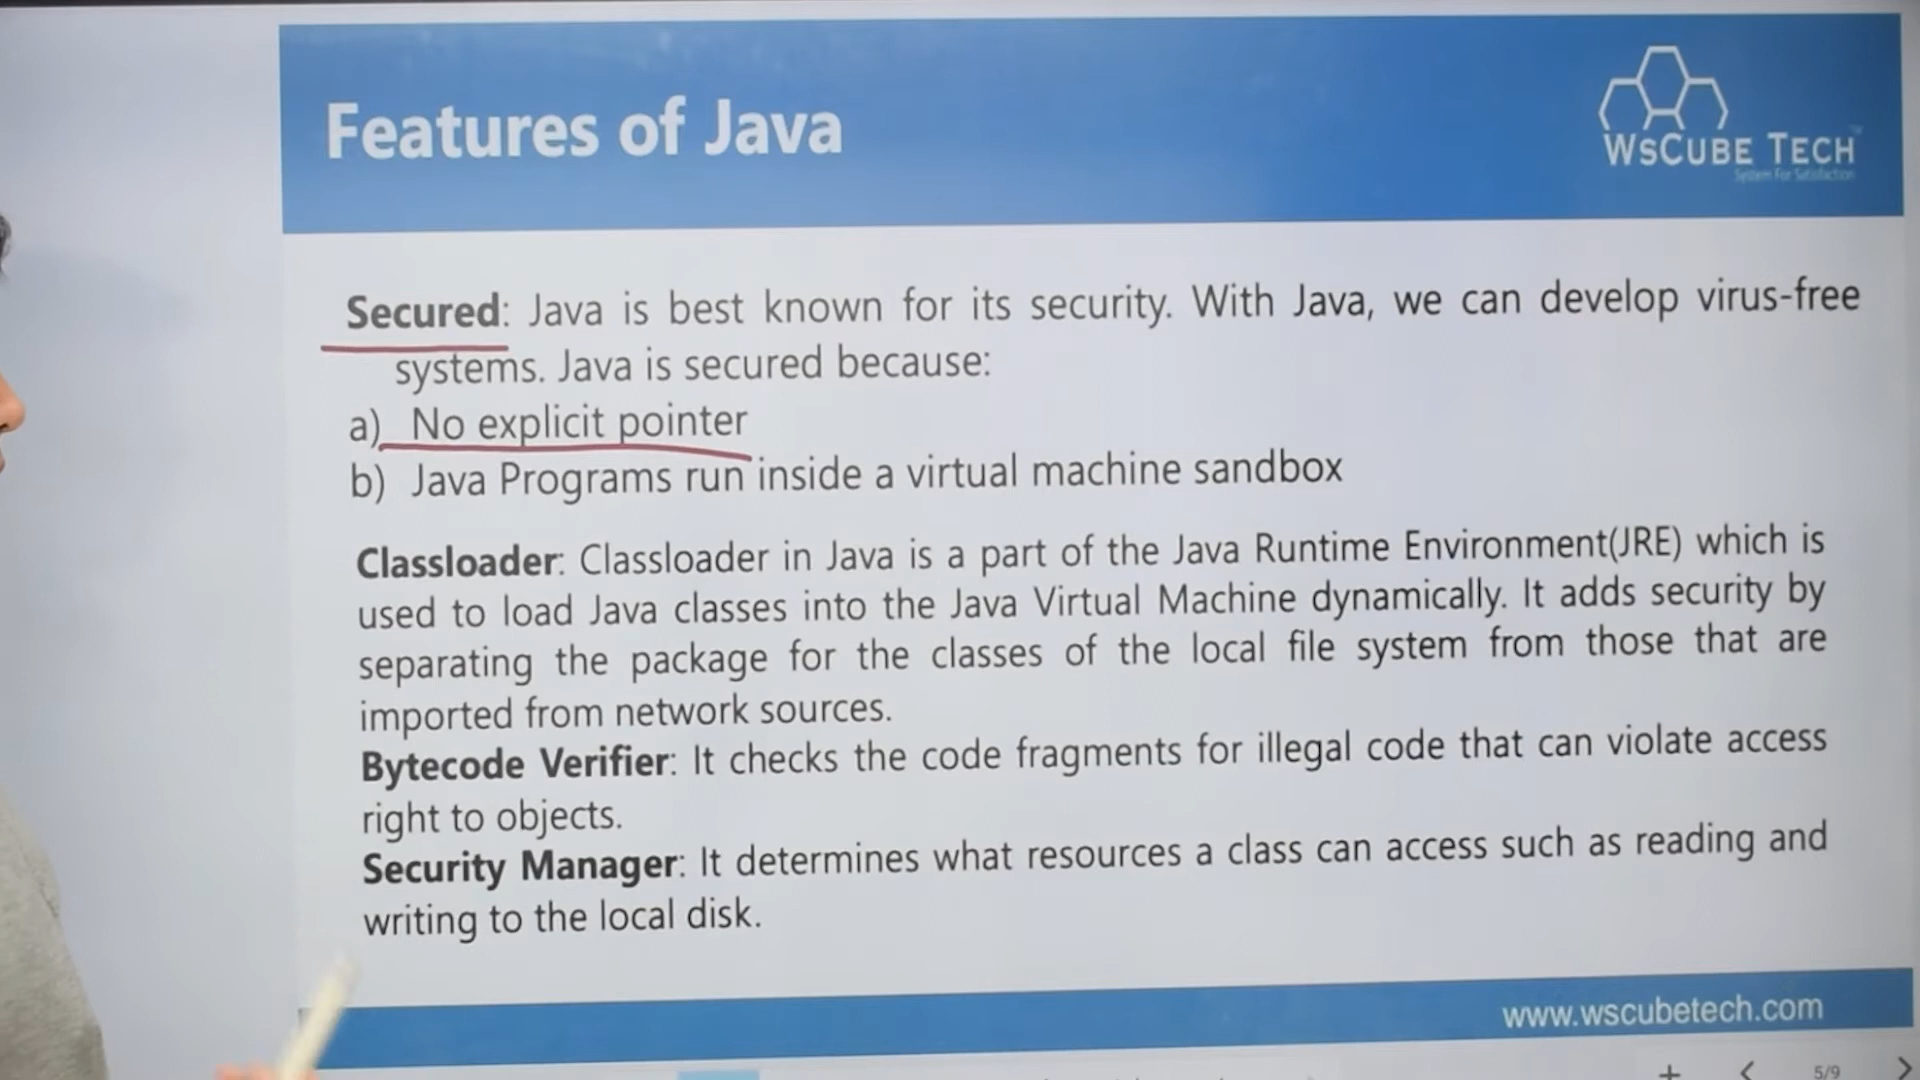 Features of Java
WsCube Tech
System For Satisfaction
Secured: Java is best known for its security. With Java, we can develop virus-free
systems. Java is secured because:
a) No explicit pointer
b) Java Programs run inside a virtual machine sandbox
Classloader: Classloader in Java is a part of the Java Runtime Environment(JRE) which is
used to load Java classes into the Java Virtual Machine dynamically. It adds security by
separating the package for the classes of the local file system from those that are
imported from network sources.
Bytecode Verifier: It checks the code fragments for illegal code that can violate access
right to objects.
Security Manager: It determines what resources a class can access such as reading and
writing to the local disk.
www.wscubetech.com
+ < 5/9 >